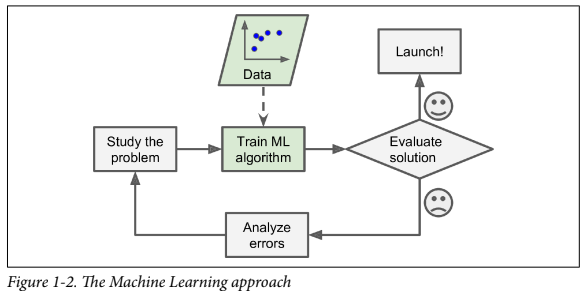 Data
Launch!
Study the
problem
Train ML
algorithm
Evaluate
solution
Analyze
errors
Figure 1-2. The Machine Learning approach